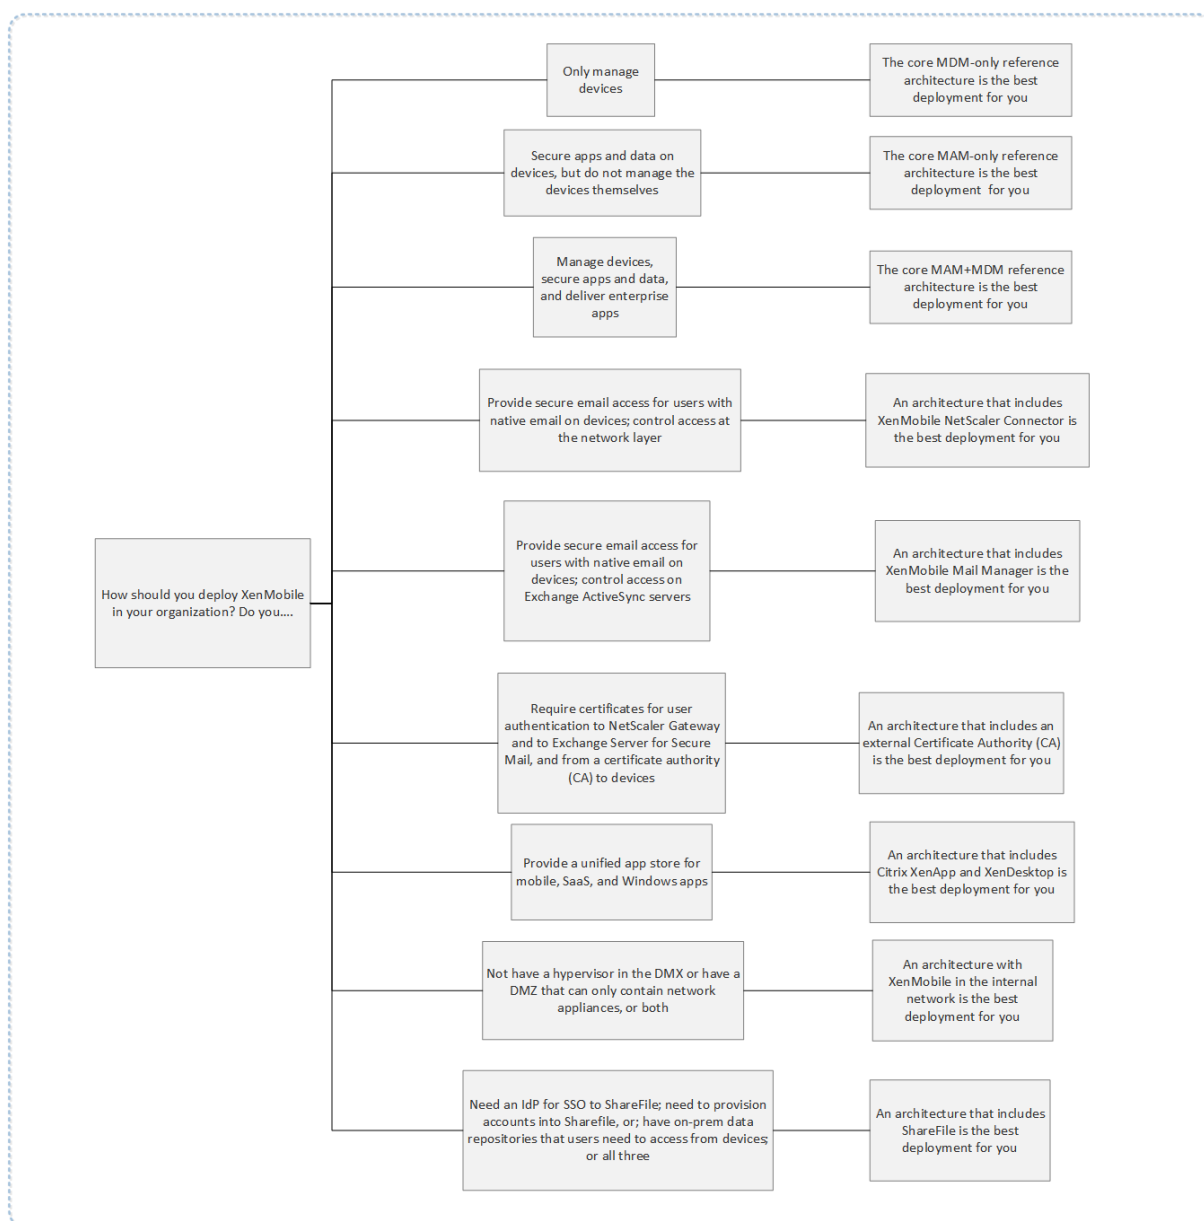 Only manage
devices
The core MDM-only reference
architecture is the best
deployment for you
Secure apps and data on
devices, but do not manage the
devices themselves
The core MAM-only reference
architecture is the best
deployment  for you
Manage devices,
secure apps and data,
and deliver enterprise
apps
The core MAM+MDM reference
architecture is the best
deployment for you
Provide secure email access for users with
native email on devices; control access at
the network layer
An architecture that includes
XenMobile NetScaler Connector is
the best deployment for you
How should you deploy XenMobile
in your organization? Do you....
Provide secure email access for
users with native email on
devices; control access on
Exchange ActiveSync servers
An architecture that includes
XenMobile Mail Manager is the
best deployment for you
Require certificates for user
authentication to NetScaler Gateway
and to Exchange Server for Secure
Mail, and from a certificate authority
(CA) to devices
An architecture that includes an
external Certificate Authority (CA)
is the best deployment for you
Provide a unified app store for
mobile, SaaS, and Windows apps
An architecture that includes
Citrix XenApp and XenDesktop is
the best deployment for you
Not have a hypervisor in the DMX or have a
DMZ that can only contain network
appliances, or both
An architecture with
XenMobile in the internal
network is the best
deployment for you
Need an IdP for SSO to ShareFile; need to provision
accounts into Sharefile, or; have on-prem data
repositories that users need to access from devices;
or all three
An architecture that includes
ShareFile is the best
deployment for you